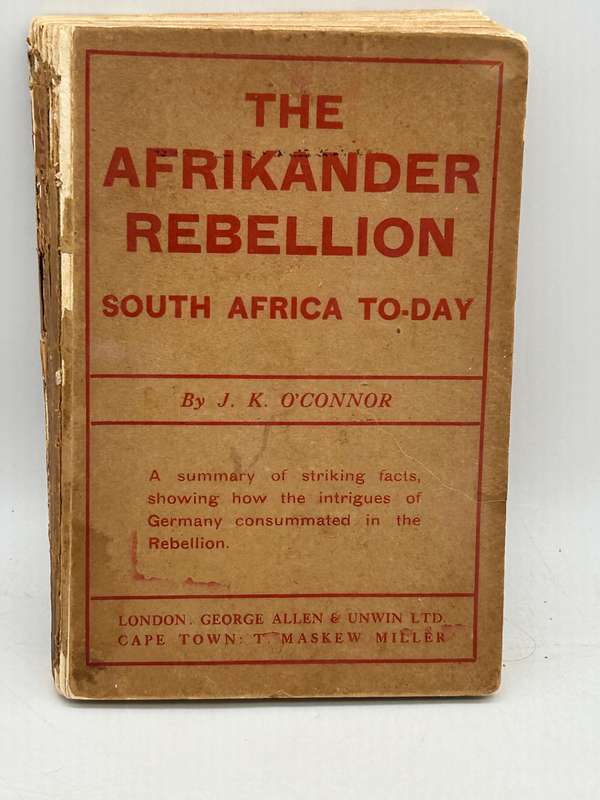 THE
AFRIKANDER
REBELLION
SOUTH AFRICA TO-DAY
By J. K. O'CONNOR
A summary of striking facts,
showing how the intrigues of
Germany consummated in the
Rebellion.
LONDON. GEORGE ALLEN & UNWIN LTD.
CAPE TOWN: T. MASKEW MILLER